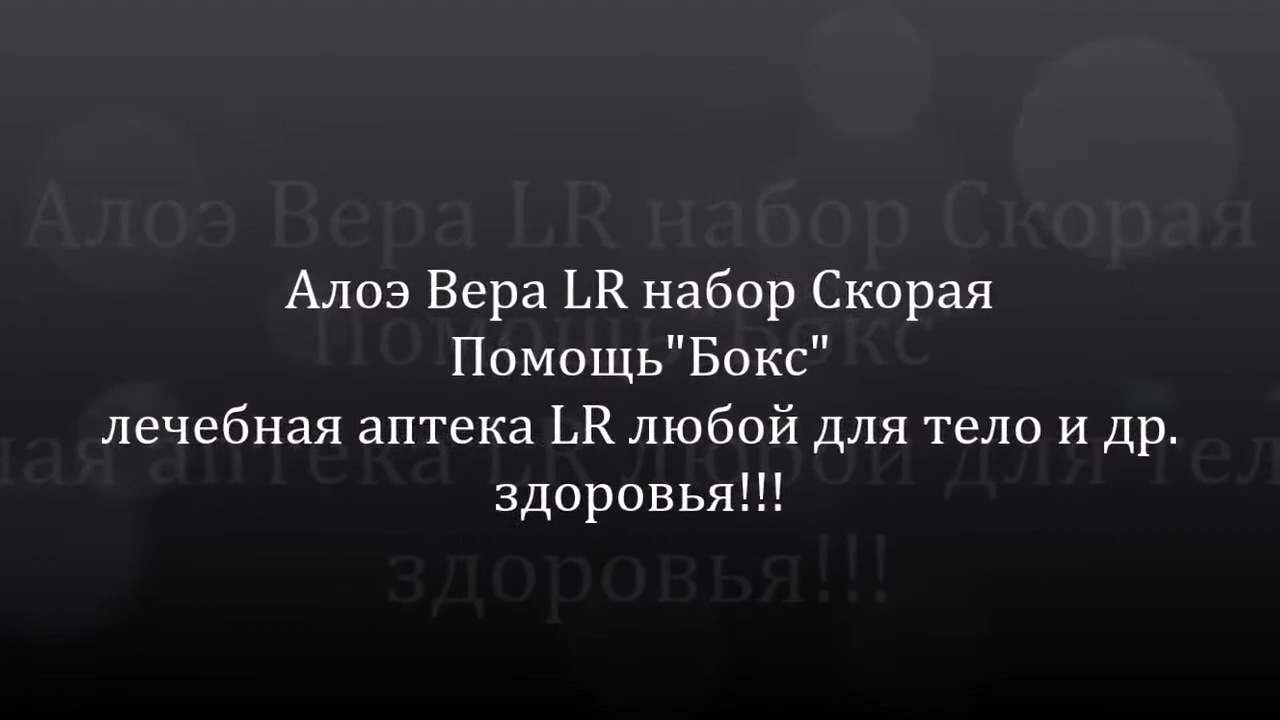 Алоэ Вера LR набор Скорая
Помощь"Бокс"
лечебная аптека LR любой для тело и др.
здоровья!!!